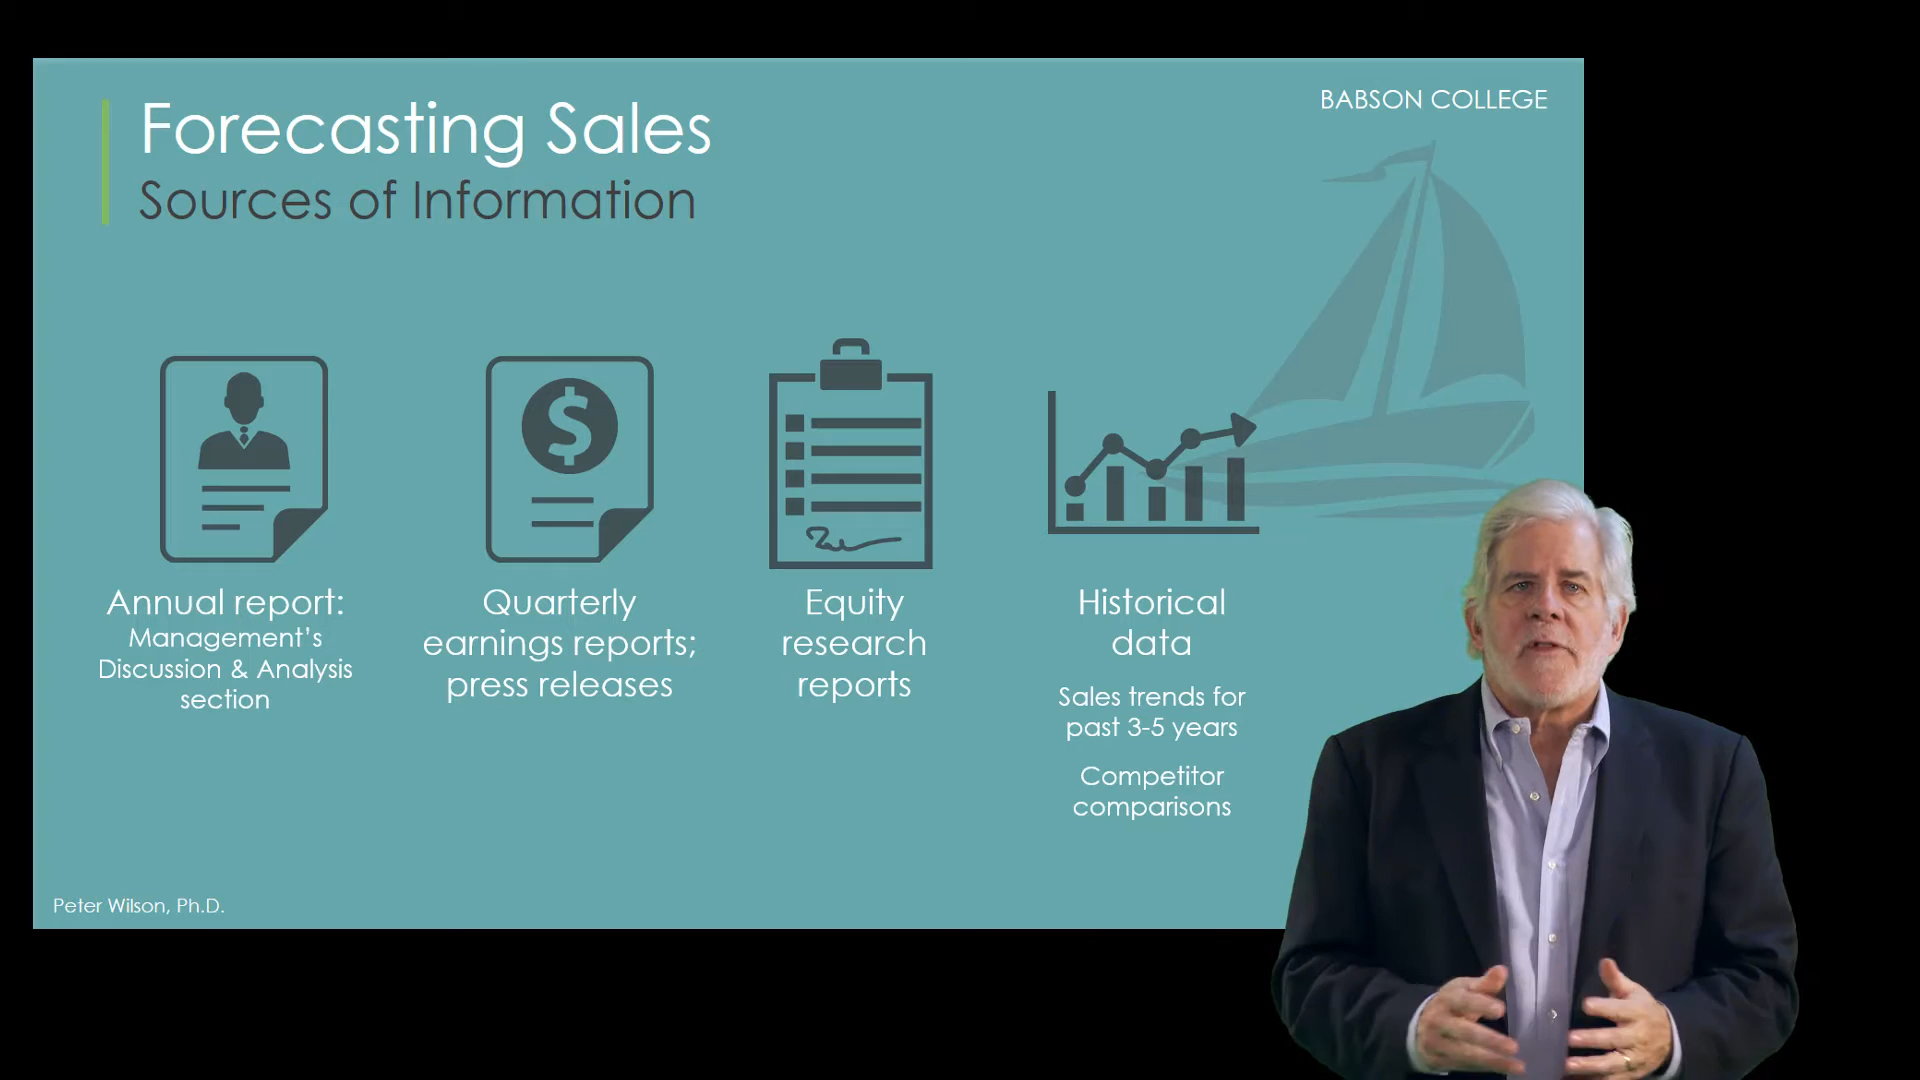 BABSON COLLEGE
Forecasting Sales
Sources of Information
Annual report:
Management's
Discussion & Analysis
section
Quarterly
earnings reports;
press releases
Equity
research
reports
Historical
data
Sales trends for
past 3-5 years
Competitor
comparisons
Peter Wilson, Ph.D.